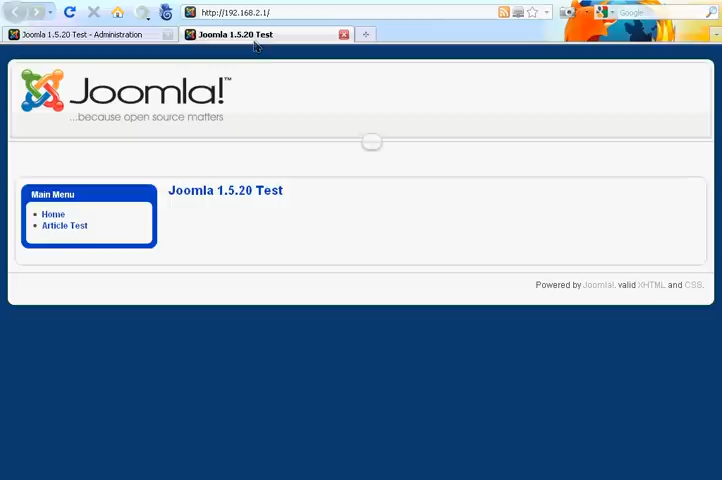 http://192.168.2.1/
Google
Joomla 1.5.20 Test - Administration
Joomla 1.5.20 Test
Joomla!™
...because open source matters
Main Menu
Joomla 1.5.20 Test
Home
Article Test
Powered by Joomla!. valid XHTML and CSS.